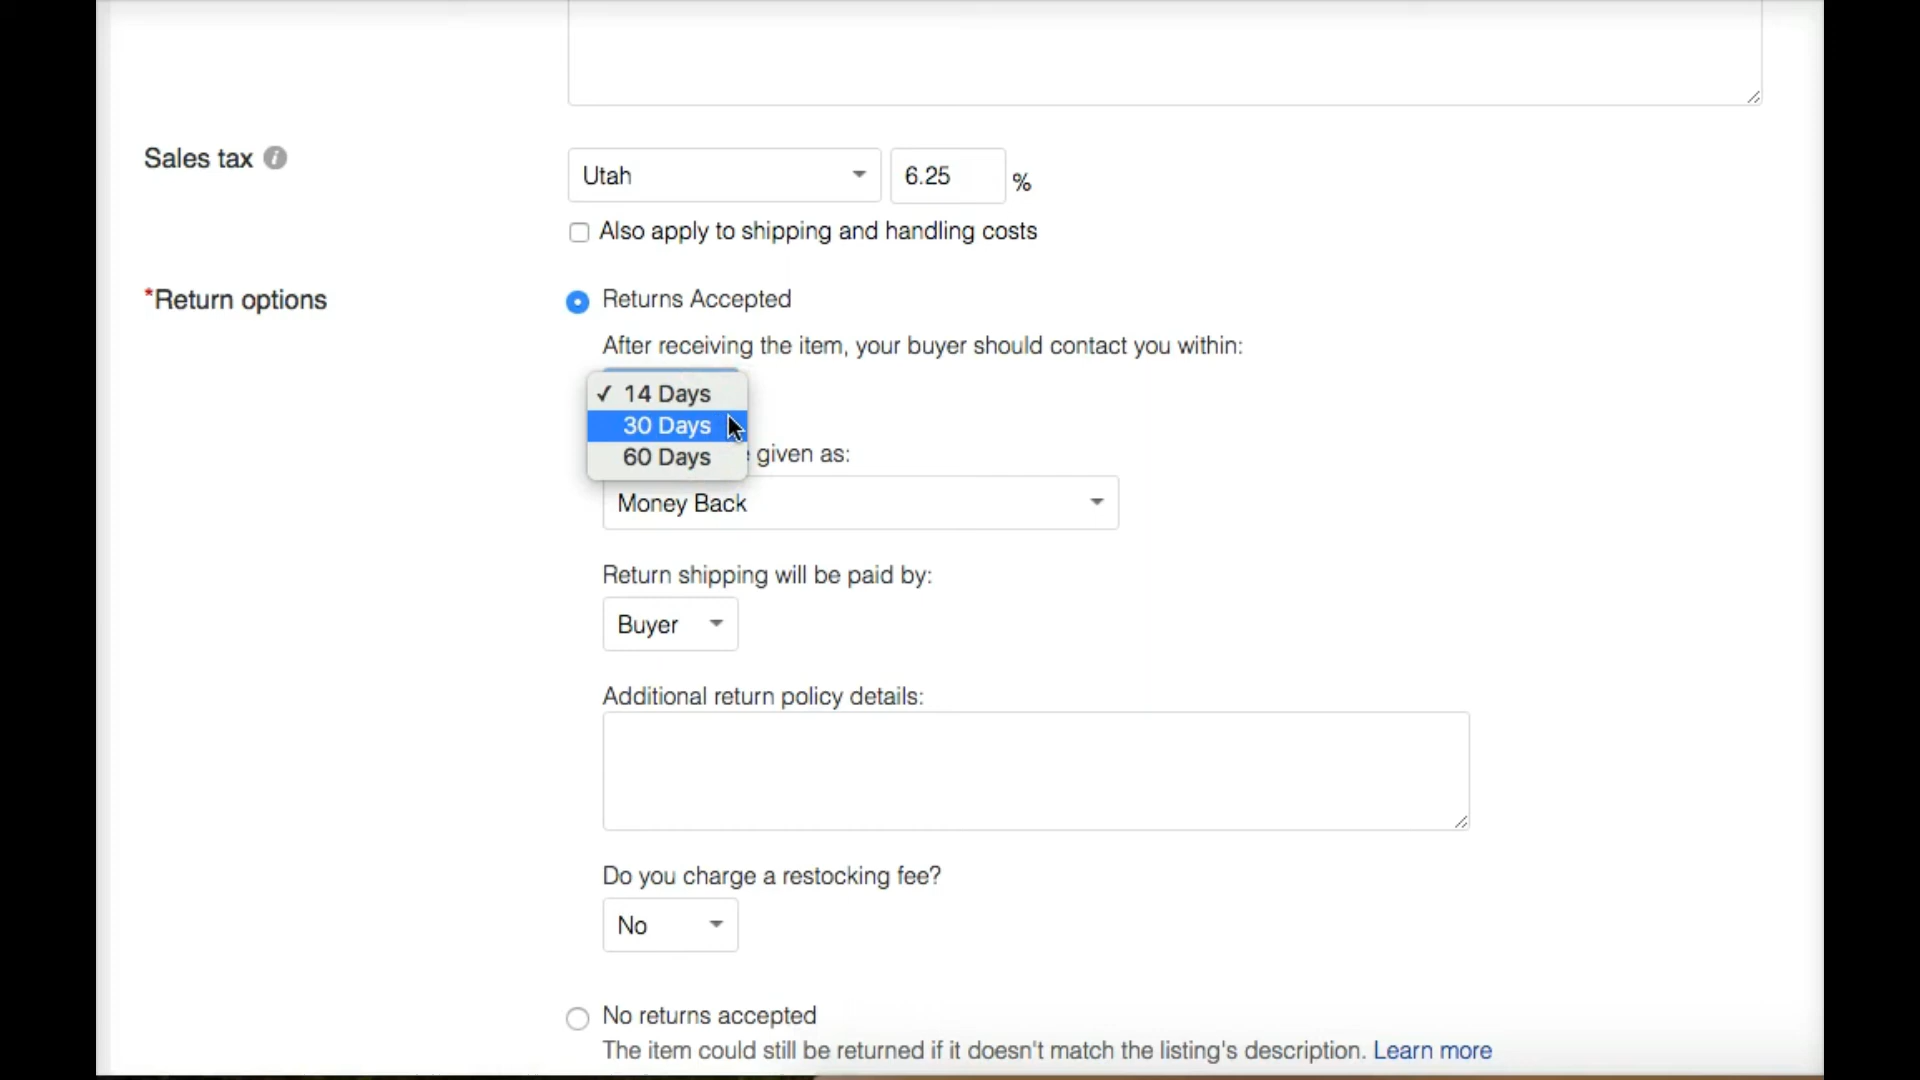 Sales tax
Utah
6.25
%
Also apply to shipping and handling costs
*Return options
Returns Accepted
After receiving the item, your buyer should contact you within:
✓ 14 Days
30 Days
60 Days
given as:
Money Back
Return shipping will be paid by:
Buyer
Additional return policy details:
Do you charge a restocking fee?
No
No returns accepted
The item could still be returned if it doesn't match the listing's description. Learn more